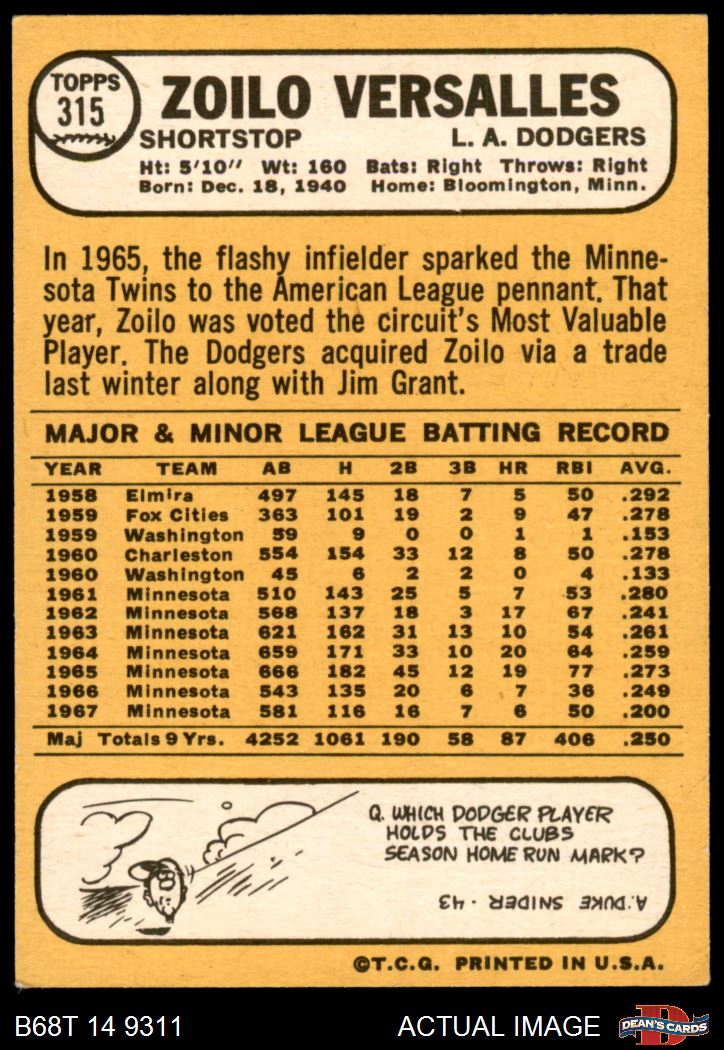 TOPPS
315
ZOILO VERSALLES
SHORTSTOP L. A. DODGERS
Ht: 5'10" Wt: 160 Bats: Right Throws: Right
Born: Dec. 18, 1940 Home: Bloomington, Minn.
In 1965, the flashy infielder sparked the Minne-
sota Twins to the American League pennant. That
year, Zoilo was voted the circuit's Most Valuable
Player. The Dodgers acquired Zoilo via a trade
last winter along with Jim Grant.
MAJOR & MINOR LEAGUE BATTING RECORD
YEAR TEAM AB H 2B 3B HR RBI AVG.
1958 Elmira 497 145 18 7 5 50 .292
1959 Fox Cities 363 101 19 2 9 47 .278
1959 Washington 59 9 0 0 1 1 .153
1960 Charleston 554 154 33 12 8 50 .278
1960 Washington 45 6 2 2 0 4 .133
1961 Minnesota 510 143 25 5 7 53 .280
1962 Minnesota 568 137 18 3 17 67 .241
1963 Minnesota 621 162 31 13 10 54 .261
1964 Minnesota 659 171 33 10 20 64 .259
1965 Minnesota 666 182 45 12 19 77 .273
1966 Minnesota 543 135 20 6 7 36 .249
1967 Minnesota 581 116 16 7 6 50 .200
Maj Totals 9 Yrs. 4252 1061 190 58 87 406 .250
Q. WHICH DODGER PLAYER
HOLDS THE CLUBS
SEASON HOME RUN MARK?
A: DUKE SNIDER · 43
©T.C.G. PRINTED IN U.S.A.
B68T 14 9311 ACTUAL IMAGE
D
DEAN'S CARDS